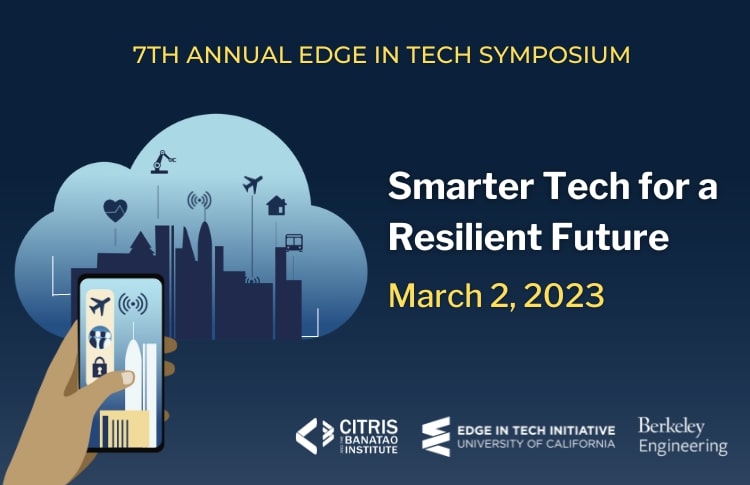 7TH ANNUAL EDGE IN TECH SYMPOSIUM
Smarter Tech for a
Resilient Future
March 2, 2023
CITRIS
AND THE
BANATAO
INSTITUTE
EDGE IN TECH INITIATIVE
UNIVERSITY OF CALIFORNIA
Berkeley
Engineering